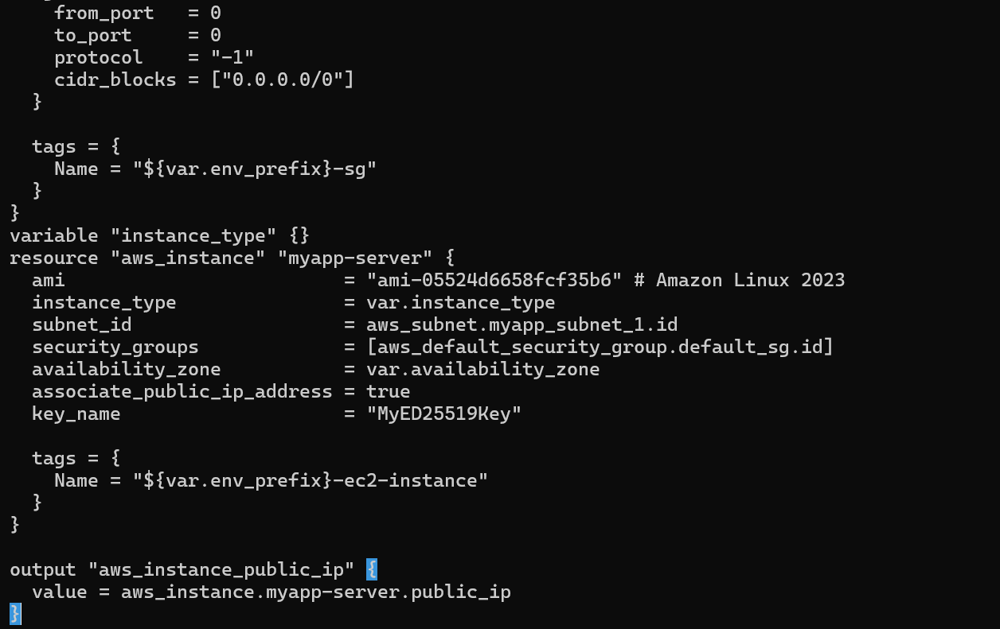 from_port   = 0
    to_port     = 0
    protocol    = "-1"
    cidr_blocks = ["0.0.0.0/0"]
  }

  tags = {
    Name = "${var.env_prefix}-sg"
  }
}
variable "instance_type" {}
resource "aws_instance" "myapp-server" {
  ami                         = "ami-05524d6658fcf35b6" # Amazon Linux 2023
  instance_type               = var.instance_type
  subnet_id                   = aws_subnet.myapp_subnet_1.id
  security_groups             = [aws_default_security_group.default_sg.id]
  availability_zone           = var.availability_zone
  associate_public_ip_address = true
  key_name                    = "MyED25519Key"

  tags = {
    Name = "${var.env_prefix}-ec2-instance"
  }
}

output "aws_instance_public_ip" {
  value = aws_instance.myapp-server.public_ip
}